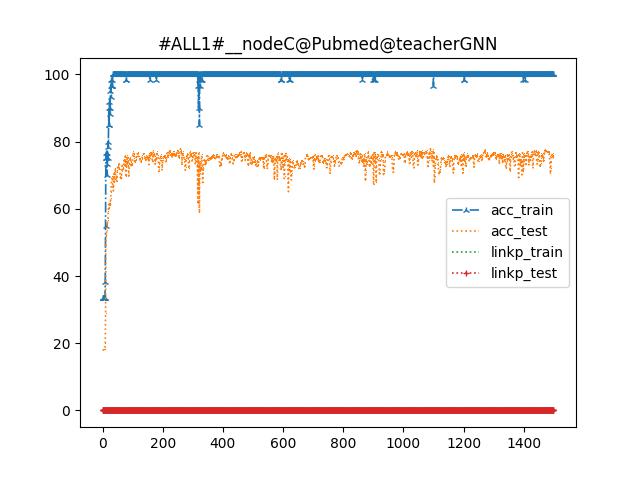 #ALL1#__nodeC@Pubmed@teacherGNN
100
80
60
40
20
0
acc_train
acc_test
linkp_train
linkp_test
0 200 400 600 800 1000 1200 1400